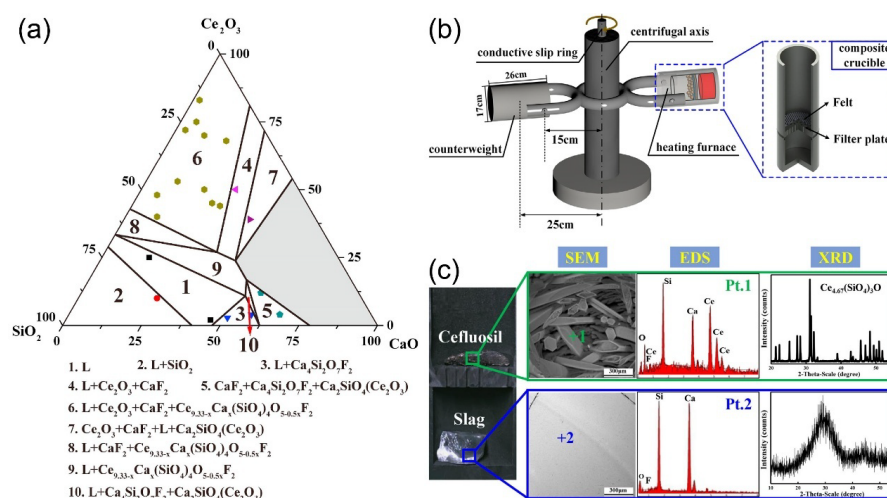 (a)
Ce₂O₃
0
100
25
75
6
4
7
50
50
8
9
75
25
1
2
3
5
SiO₂
100
0
0
25
50
75
100
CaO
10
1. L
2. L+SiO₂
3. L+Ca₄Si₂O₇F₂
4. L+Ce₂O₃+CaF₂
5. CaF₂+Ca₄Si₂O₇F₂+Ca₂SiO₄(Ce₂O₃)
6. L+Ce₂O₃+CaF₂+Ce₉.₃₃₋ₓCaₓ(SiO₄)₄O₅₋₀.₅ₓF₂
7. Ce₂O₃+CaF₂+L+Ca₂SiO₄(Ce₂O₃)
8. L+CaF₂+Ce₉.₃₃₋ₓCaₓ(SiO₄)₄O₅₋₀.₅ₓF₂
9. L+Ce₉.₃₃₋ₓCaₓ(SiO₄)₄O₅₋₀.₅ₓF₂
(b)
conductive slip ring
centrifugal axis
composite
crucible
26cm
17cm
Felt
Filter plate
15cm
counterweight
heating furnace
25cm
(c)
SEM
EDS
XRD
Cefluosil
+1
300μm
Pt.1
Si
Ca
Ce
Ce
Ce
O
Ce
F
Intensity (counts)
Ce₄.₆₇(SiO₄)₃O
2-Theta-Scale (degree)
Slag
+2
300μm
Pt.2
Si
Ca
O
F
Intensity (counts)
10
20
30
40
50
2-Theta-Scale (degree)